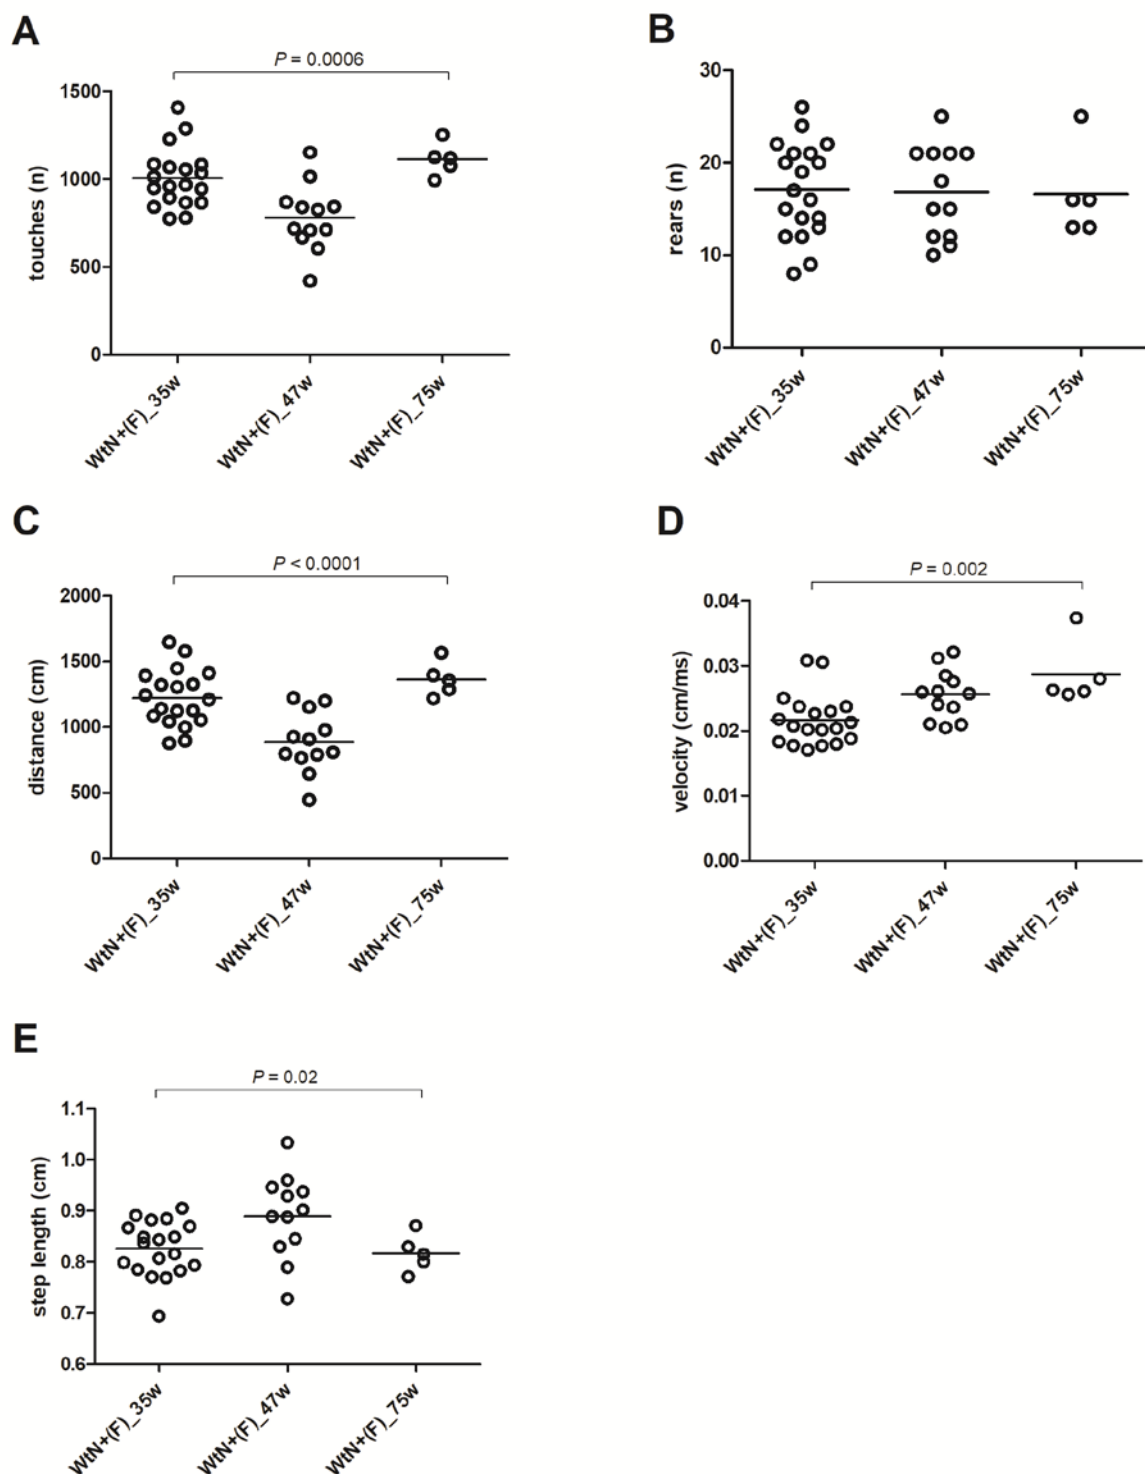 A
P = 0.0006
1500
1000
500
0
touches (n)
WtN+(F)_35w
WtN+(F)_47w
WtN+(F)_75w
B
30
20
10
0
rears (n)
WtN+(F)_35w
WtN+(F)_47w
WtN+(F)_75w
C
P < 0.0001
2000
1500
1000
500
0
distance (cm)
WtN+(F)_35w
WtN+(F)_47w
WtN+(F)_75w
D
P = 0.002
0.04
0.03
0.02
0.01
0.00
velocity (cm/ms)
WtN+(F)_35w
WtN+(F)_47w
WtN+(F)_75w
E
P = 0.02
1.1
1.0
0.9
0.8
0.7
0.6
step length (cm)
WtN+(F)_35w
WtN+(F)_47w
WtN+(F)_75w